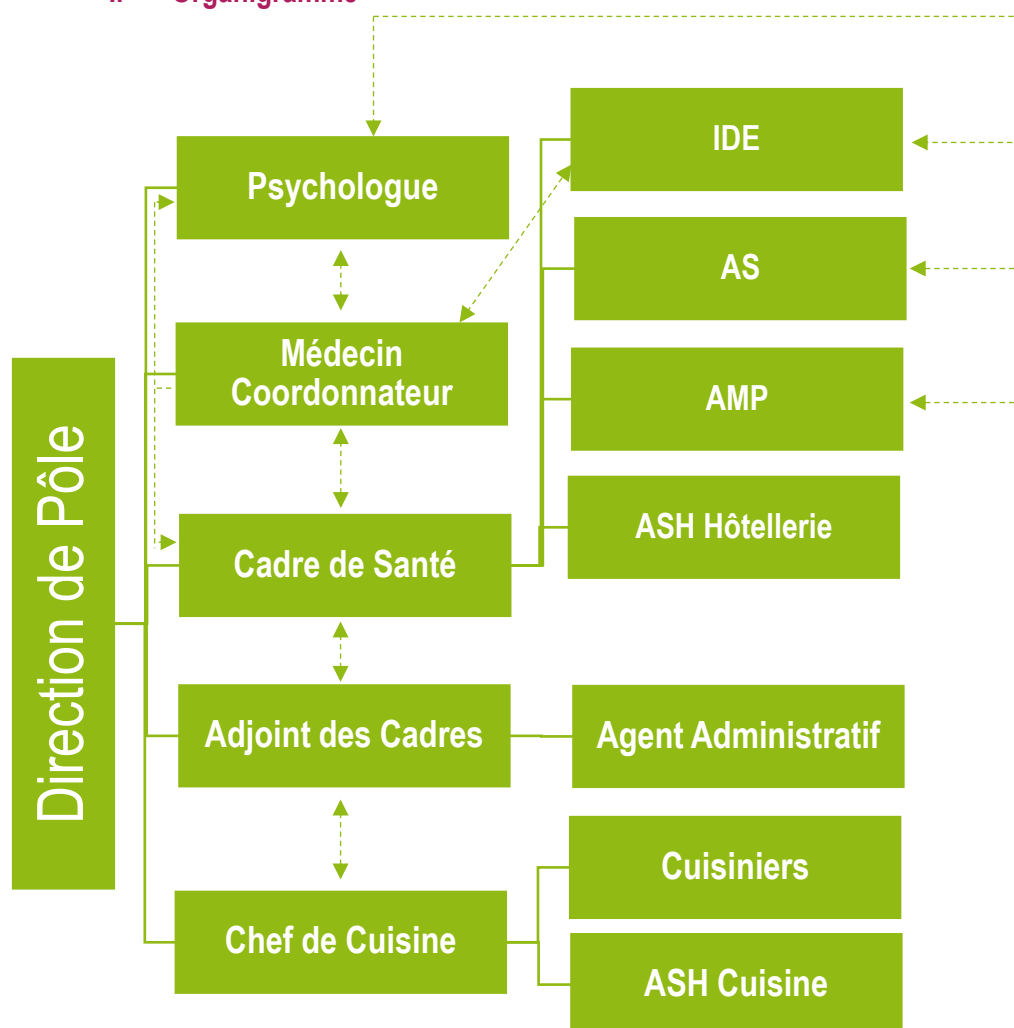 Organigramme
Direction de Pôle
Psychologue
Médecin
Coordonnateur
Cadre de Santé
Adjoint des Cadres
Chef de Cuisine
IDE
AS
AMP
ASH Hôtellerie
Agent Administratif
Cuisiniers
ASH Cuisine